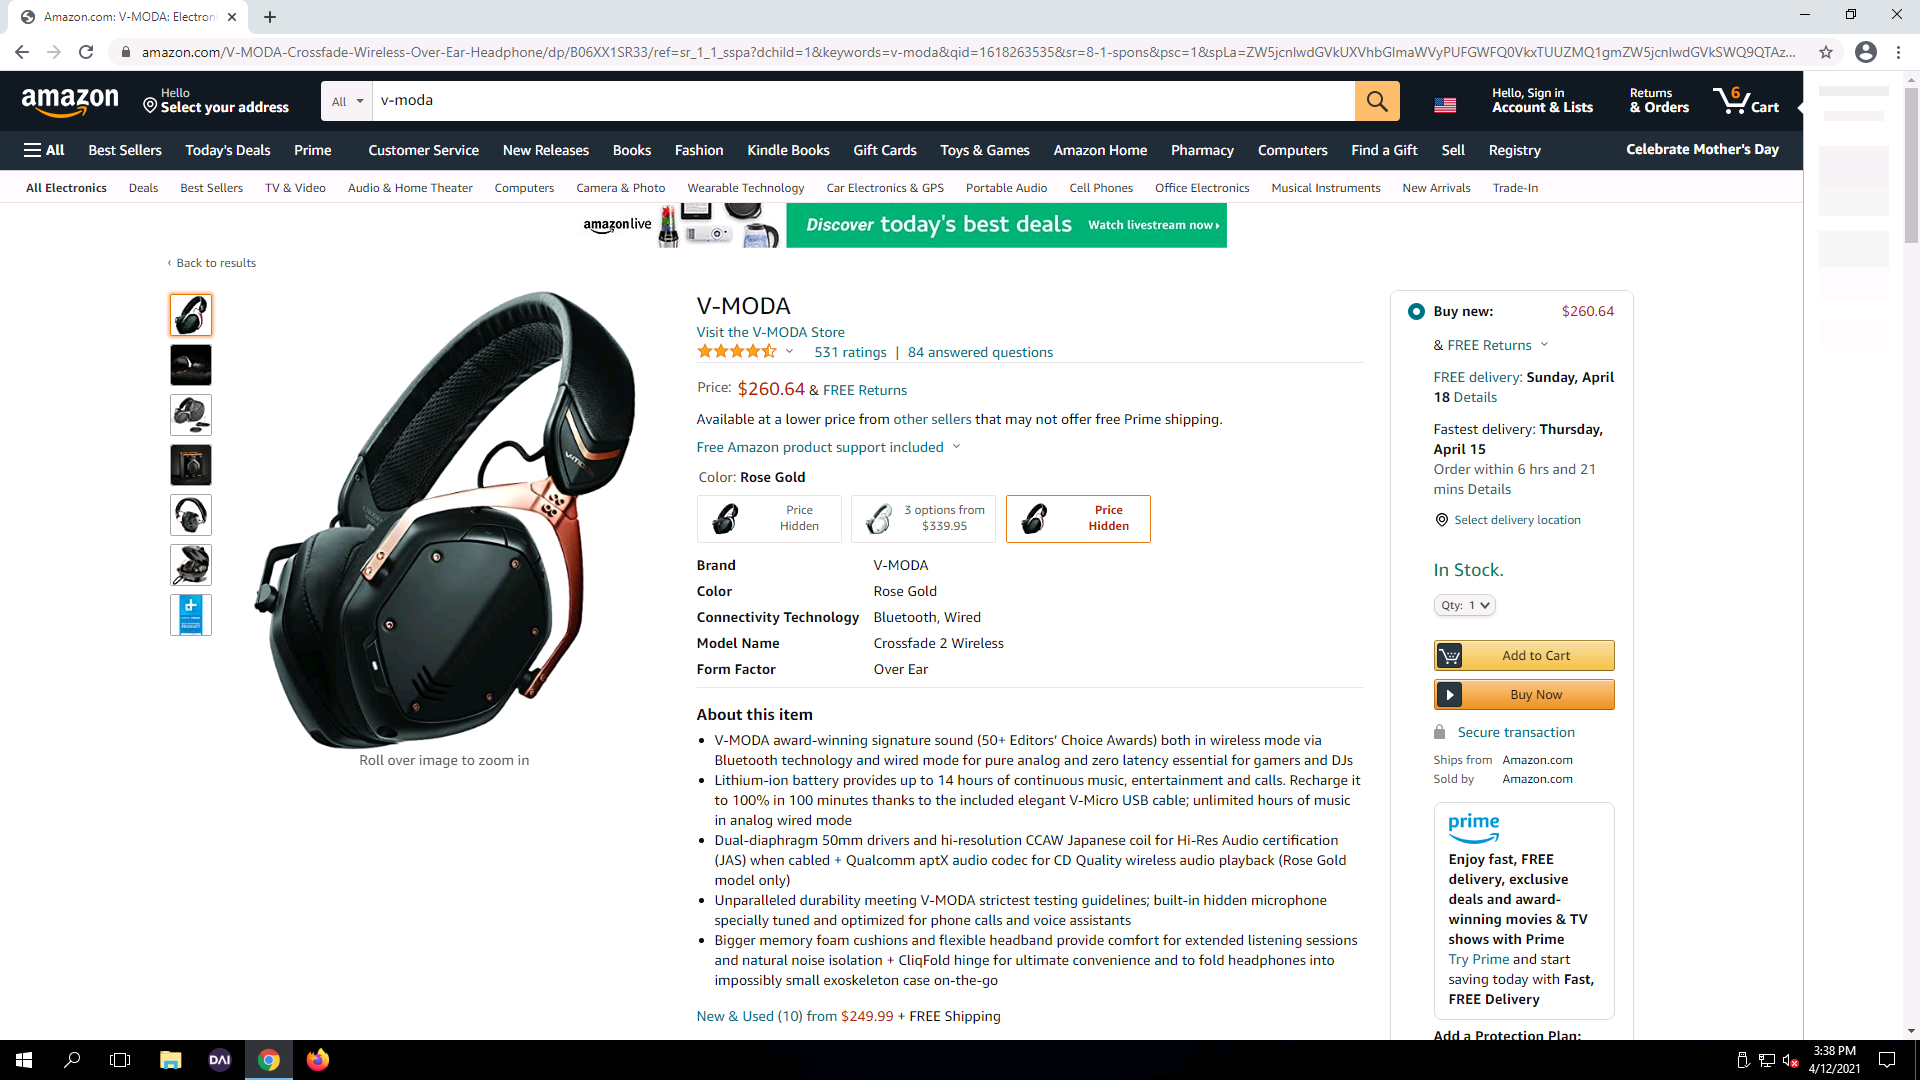 Amazon.com: V-MODA: Electron
amazon.com/V-MODA-Crossfade-Wireless-Over-Ear-Headphone/dp/B06XX1SR33/ref=sr_1_1_sspa?dchild=1&keywords=v-moda&qid=1618263535&sr=8-1-spons&psc=1&spLa=ZW5jcnlwdGVkUXVhbGlmaWVyPUFGWFQ0VkxTUUZMQ1gmZW5jcnlwdGVkSWQ9QTAz...
amazon
Hello
Select your address
All
v-moda
Hello, Sign in
Account & Lists
Returns
& Orders
6
Cart
All Best Sellers Today's Deals Prime Customer Service New Releases Books Fashion Kindle Books Gift Cards Toys & Games Amazon Home Pharmacy Computers Find a Gift Sell Registry Celebrate Mother's Day
All Electronics Deals Best Sellers TV & Video Audio & Home Theater Computers Camera & Photo Wearable Technology Car Electronics & GPS Portable Audio Cell Phones Office Electronics Musical Instruments New Arrivals Trade-In
amazonlive Discover today's best deals Watch livestream now
‹ Back to results
V-MODA
Roll over image to zoom in
V-MODA
Visit the V-MODA Store
531 ratings | 84 answered questions
Price: $260.64 & FREE Returns
Available at a lower price from other sellers that may not offer free Prime shipping.
Free Amazon product support included
Color: Rose Gold
Price Hidden
3 options from $339.95
Price Hidden
Brand V-MODA
Color Rose Gold
Connectivity Technology Bluetooth, Wired
Model Name Crossfade 2 Wireless
Form Factor Over Ear
About this item
• V-MODA award-winning signature sound (50+ Editors' Choice Awards) both in wireless mode via
Bluetooth technology and wired mode for pure analog and zero latency essential for gamers and DJs
• Lithium-ion battery provides up to 14 hours of continuous music, entertainment and calls. Recharge it
to 100% in 100 minutes thanks to the included elegant V-Micro USB cable; unlimited hours of music
in analog wired mode
• Dual-diaphragm 50mm drivers and hi-resolution CCAW Japanese coil for Hi-Res Audio certification
(JAS) when cabled + Qualcomm aptX audio codec for CD Quality wireless audio playback (Rose Gold
model only)
• Unparalleled durability meeting V-MODA strictest testing guidelines; built-in hidden microphone
specially tuned and optimized for phone calls and voice assistants
• Bigger memory foam cushions and flexible headband provide comfort for extended listening sessions
and natural noise isolation + CliqFold hinge for ultimate convenience and to fold headphones into
impossibly small exoskeleton case on-the-go
New & Used (10) from $249.99 + FREE Shipping
Buy new: $260.64
& FREE Returns
FREE delivery: Sunday, April
18 Details
Fastest delivery: Thursday,
April 15
Order within 6 hrs and 21
mins Details
Select delivery location
In Stock.
Qty: 1
Add to Cart
Buy Now
Secure transaction
Ships from Amazon.com
Sold by Amazon.com
prime
Enjoy fast, FREE
delivery, exclusive
deals and award-
winning movies & TV
shows with Prime
Try Prime and start
saving today with Fast,
FREE Delivery
Add a Protection Plan:
DAI
3:38 PM
4/12/2021